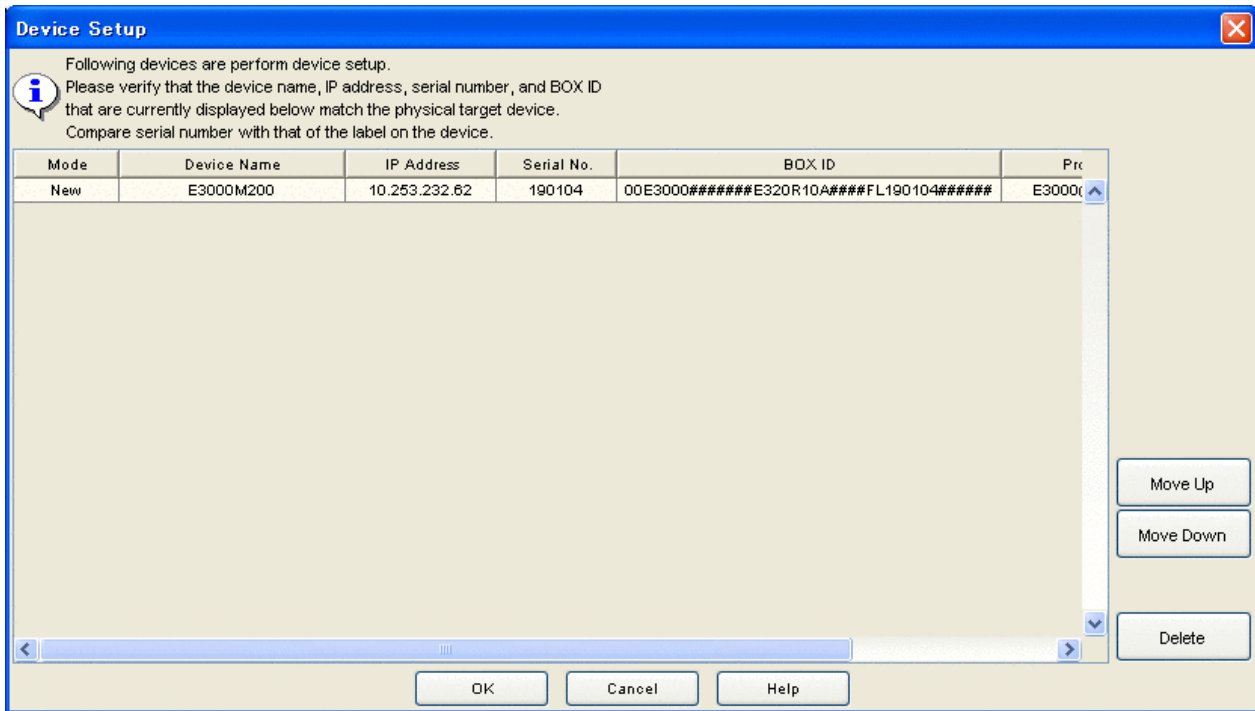 Device Setup
Following devices are perform device setup.
Please verify that the device name, IP address, serial number, and BOX ID
that are currently displayed below match the physical target device.
Compare serial number with that of the label on the device.
Mode Device Name IP Address Serial No. BOX ID Pro
New E3000M200 10.253.232.62 190104 00E3000#######E320R10A####FL190104###### E3000
Move Up
Move Down
Delete
OK Cancel Help